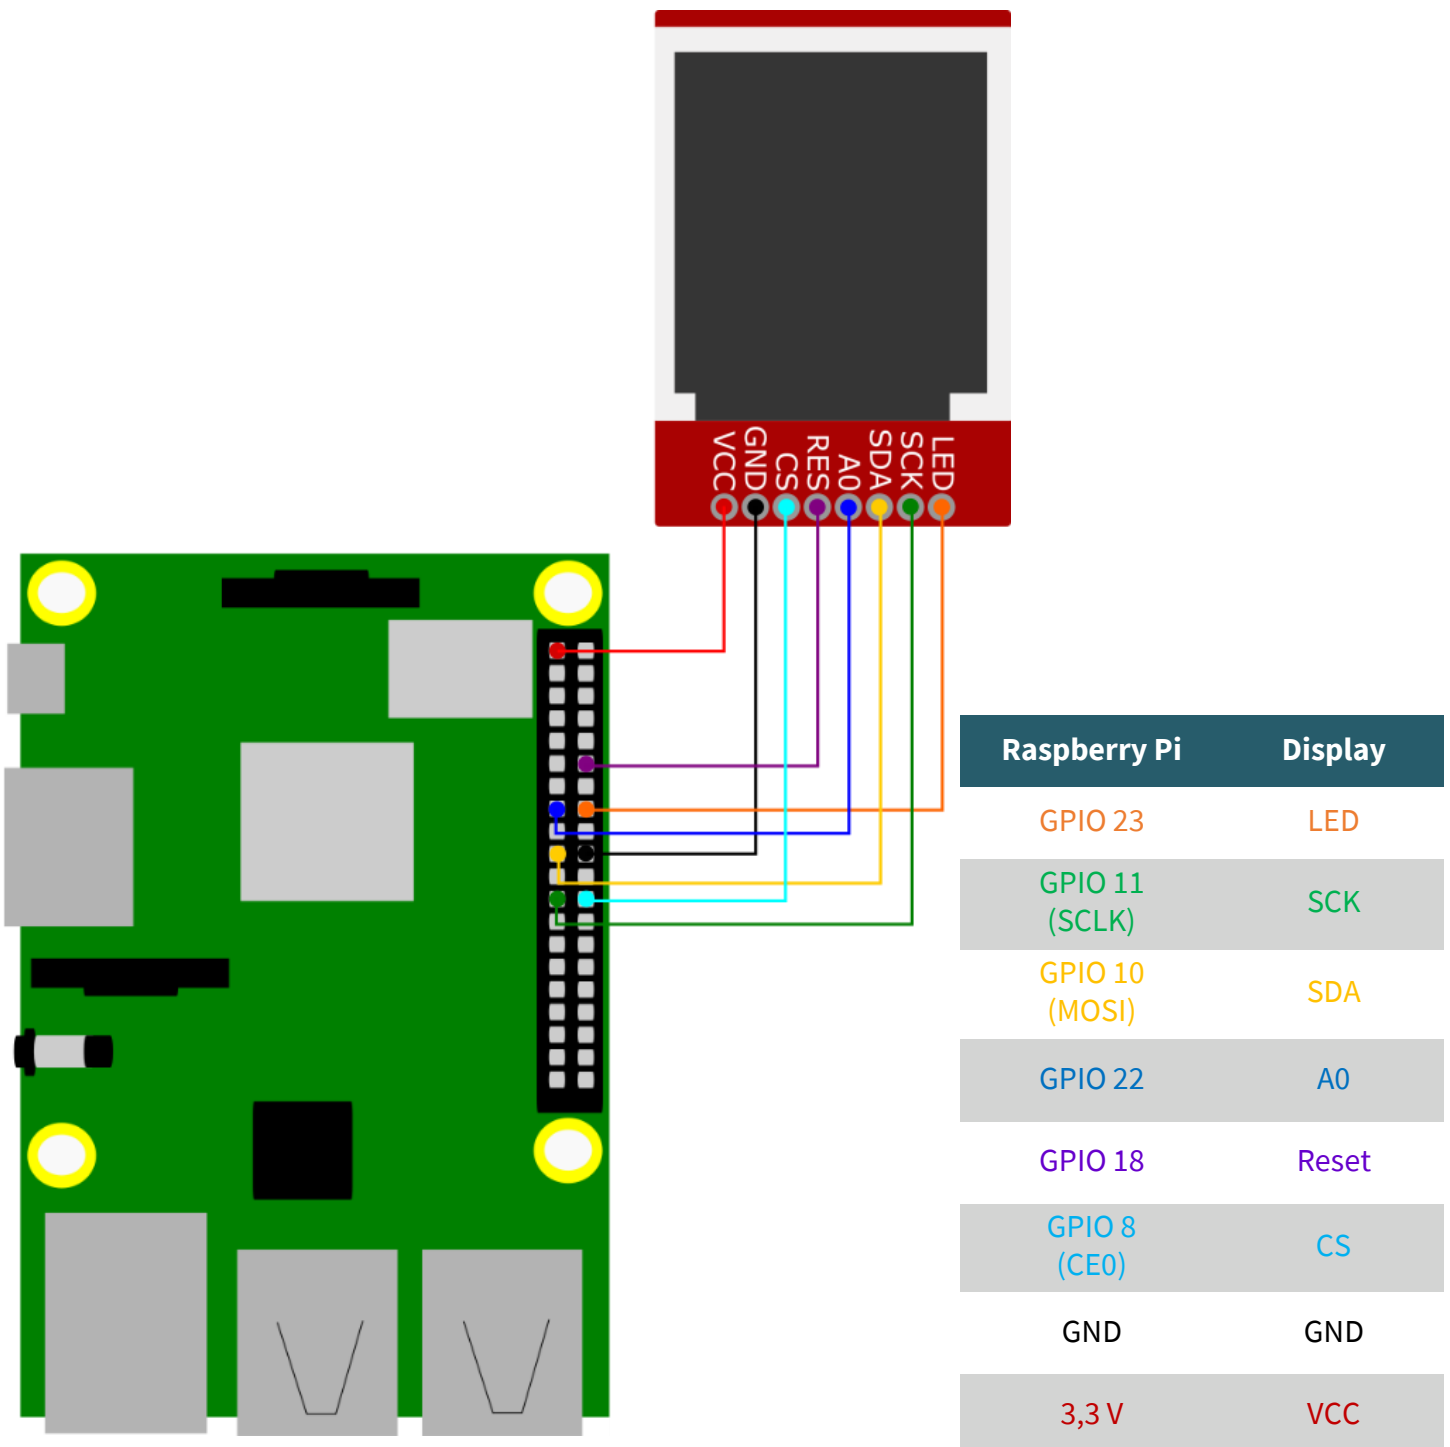 VCC
GND
CS
RES
A0
SDA
SCK
LED
Raspberry Pi Display
GPIO 23 LED
GPIO 11
(SCLK) SCK
GPIO 10
(MOSI) SDA
GPIO 22 A0
GPIO 18 Reset
GPIO 8
(CE0) CS
GND GND
3,3 V VCC